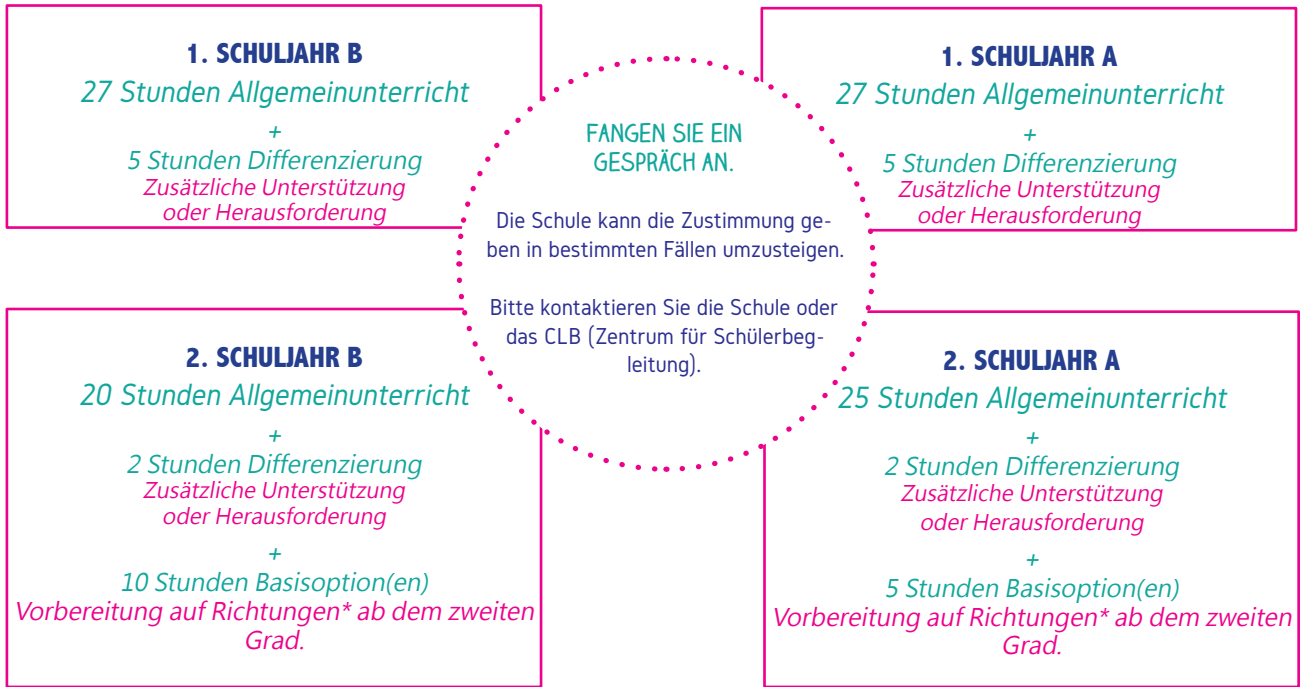 1. SCHULJAHR B
27 Stunden Allgemeinunterricht
+
5 Stunden Differenzierung
Zusätzliche Unterstützung
oder Herausforderung
FANGEN SIE EIN
GESPRÄCH AN.
Die Schule kann die Zustimmung ge-
ben in bestimmten Fällen umzusteigen.
Bitte kontaktieren Sie die Schule oder
das CLB (Zentrum für Schülerbeg-
leitung).
1. SCHULJAHR A
27 Stunden Allgemeinunterricht
+
5 Stunden Differenzierung
Zusätzliche Unterstützung
oder Herausforderung
2. SCHULJAHR B
20 Stunden Allgemeinunterricht
+
2 Stunden Differenzierung
Zusätzliche Unterstützung
oder Herausforderung
+
10 Stunden Basisoption(en)
Vorbereitung auf Richtungen* ab dem zweiten
Grad.
2. SCHULJAHR A
25 Stunden Allgemeinunterricht
+
2 Stunden Differenzierung
Zusätzliche Unterstützung
oder Herausforderung
+
5 Stunden Basisoption(en)
Vorbereitung auf Richtungen* ab dem zweiten
Grad.